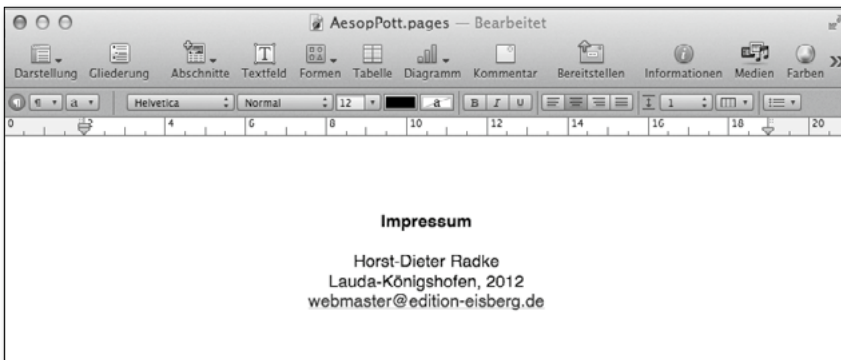 AesopPott.pages — Bearbeitet
Darstellung Gliederung Abschnitte Textfeld Formen Tabelle Diagramm Kommentar Bereitstellen Informationen Medien Farben »
¶ a Helvetica Normal 12 a B I U 1
0 2 4 6 8 10 12 14 16 18 20
Impressum
Horst-Dieter Radke
Lauda-Königshofen, 2012
webmaster@edition-eisberg.de